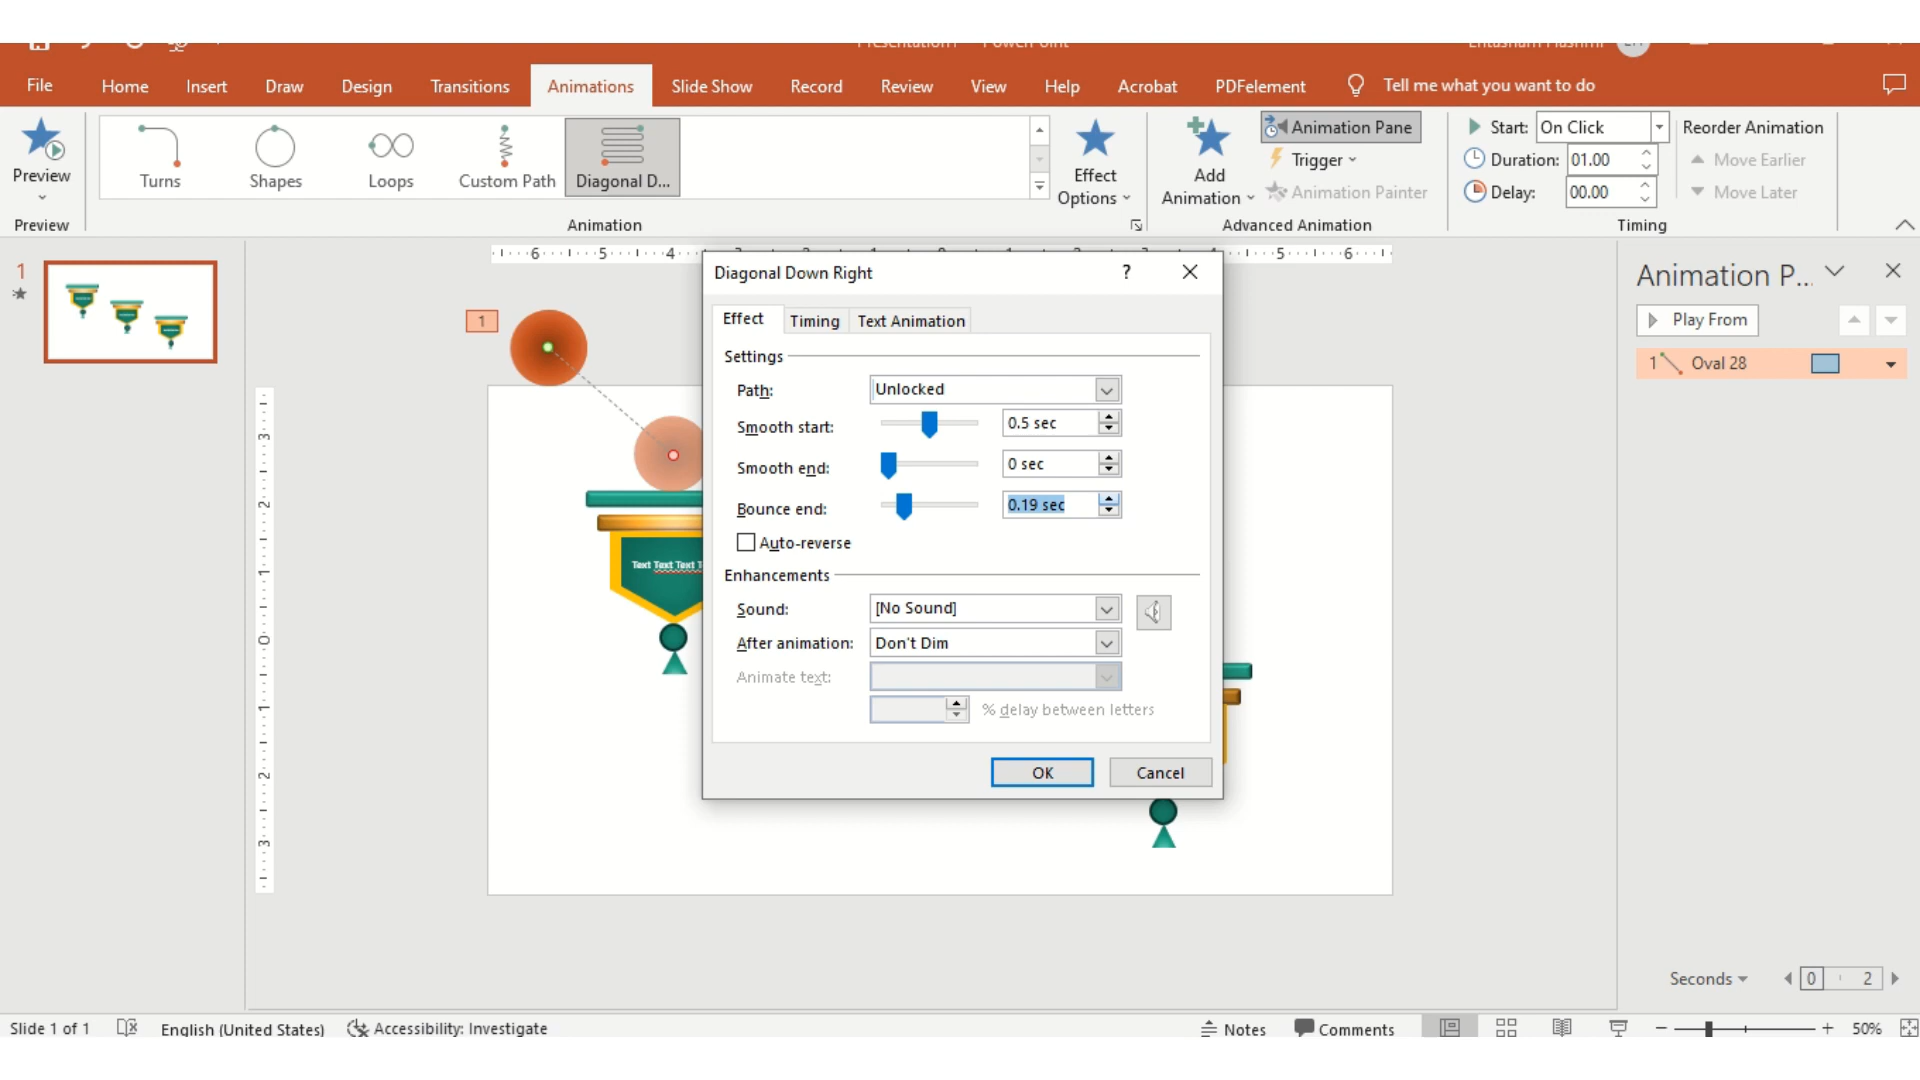 File Home Insert Draw Design Transitions Animations Slide Show Record Review View Help Acrobat PDFelement Tell me what you want to do
Preview
Turns Shapes Loops Custom Path Diagonal D...
Effect Options
Add Animation
Animation Pane
Trigger
Animation Painter
Start: On Click
Duration: 01.00
Delay: 00.00
Reorder Animation
Move Earlier
Move Later
Preview Animation Advanced Animation Timing
1
1
Text Text Text
Diagonal Down Right ?
Effect Timing Text Animation
Settings
Path: Unlocked
Smooth start: 0.5 sec
Smooth end: 0 sec
Bounce end: 0.19 sec
Auto-reverse
Enhancements
Sound: [No Sound]
After animation: Don't Dim
Animate text:
% delay between letters
OK Cancel
Animation P...
Play From
1 Oval 28
Seconds 0 2
Slide 1 of 1 English (United States) Accessibility: Investigate Notes Comments 50%